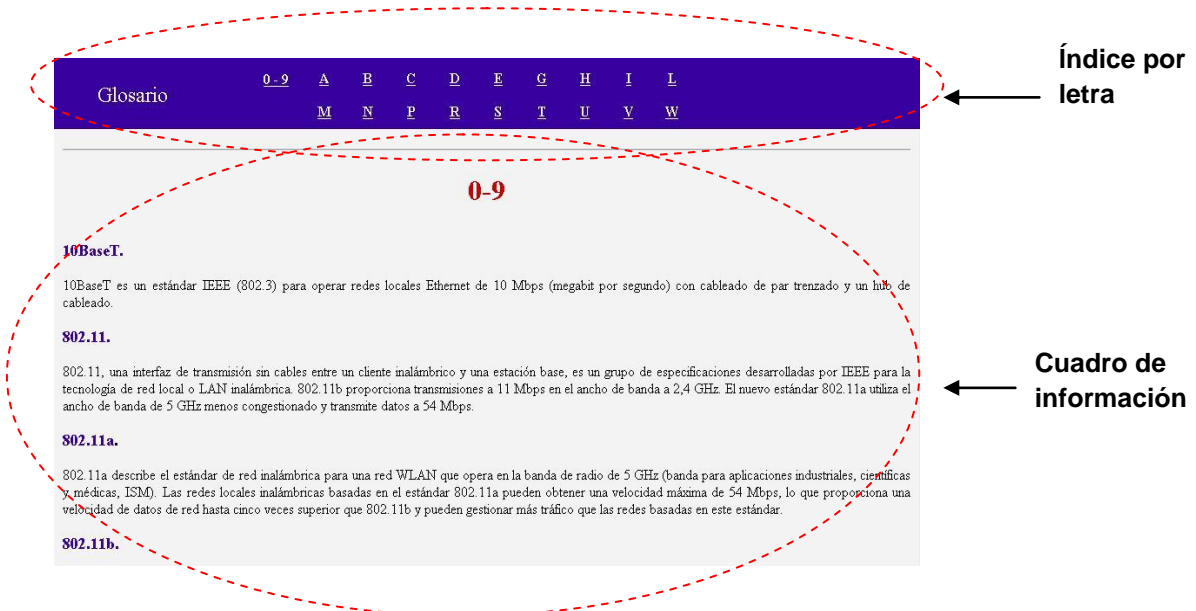 Glosario
0 - 9 A B C D E G H I L
M N P R S T U V W
Índice por
letra
0-9
10BaseT.
10BaseT es un estándar IEEE (802.3) para operar redes locales Ethernet de 10 Mbps (megabit por segundo) con cableado de par trenzado y un hub de
cableado.
802.11.
802.11, una interfaz de transmisión sin cables entre un cliente inalámbrico y una estación base, es un grupo de especificaciones desarrolladas por IEEE para la
tecnología de red local o LAN inalámbrica. 802.11b proporciona transmisiones a 11 Mbps en el ancho de banda a 2,4 GHz. El nuevo estándar 802.11a utiliza el
ancho de banda de 5 GHz menos congestionado y transmite datos a 54 Mbps.
Cuadro de
información
802.11a.
802.11a describe el estándar de red inalámbrica para una red WLAN que opera en la banda de radio de 5 GHz (banda para aplicaciones industriales, científicas
y médicas, ISM). Las redes locales inalámbricas basadas en el estándar 802.11a pueden obtener una velocidad máxima de 54 Mbps, lo que proporciona una
velocidad de datos de red hasta cinco veces superior que 802.11b y pueden gestionar más tráfico que las redes basadas en este estándar.
802.11b.